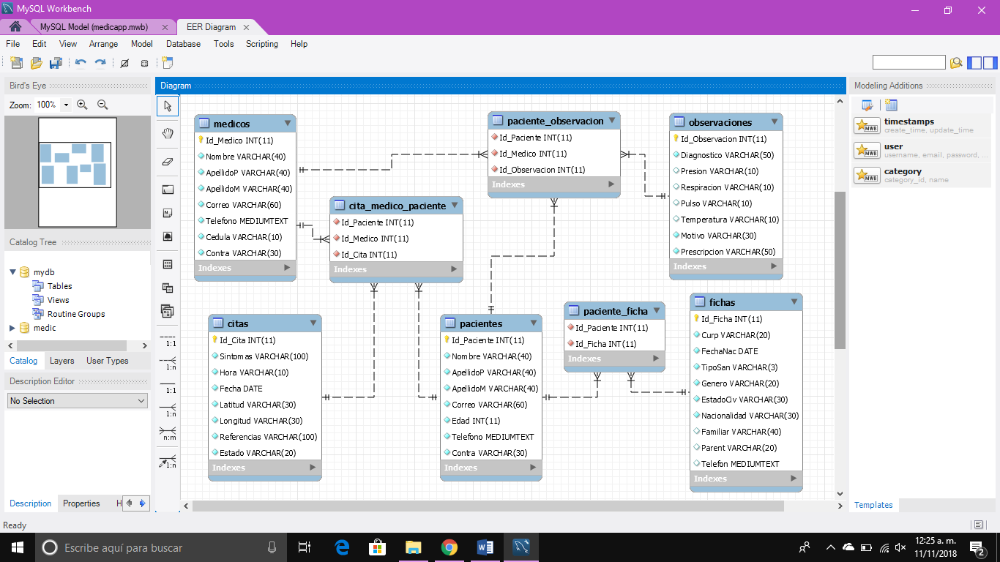 MySQL Workbench
MySQL Model (medicapp.mwb)
EER Diagram
File Edit View Arrange Model Database Tools Scripting Help
Bird's Eye
Zoom: 100%
Catalog Tree
mydb
Tables
Views
Routine Groups
medic
Catalog Layers User Types
Description Editor
No Selection
Description Properties H
Diagram
1:1
1:n
1:1
1:n
n:m
1:n
medicos
Id_Medico INT(11)
Nombre VARCHAR(40)
ApellidoP VARCHAR(40)
ApellidoM VARCHAR(40)
Correo VARCHAR(60)
Telefono MEDIUMTEXT
Cedula VARCHAR(10)
Contra VARCHAR(30)
Indexes
cita_medico_paciente
Id_Paciente INT(11)
Id_Medico INT(11)
Id_Cita INT(11)
Indexes
paciente_observacion
Id_Paciente INT(11)
Id_Medico INT(11)
Id_Observacion INT(11)
Indexes
observaciones
Id_Observacion INT(11)
Diagnostico VARCHAR(50)
Presion VARCHAR(10)
Respiracion VARCHAR(10)
Pulso VARCHAR(10)
Temperatura VARCHAR(10)
Motivo VARCHAR(30)
Prescripcion VARCHAR(50)
Indexes
citas
Id_Cita INT(11)
Sintomas VARCHAR(100)
Hora VARCHAR(10)
Fecha DATE
Latitud VARCHAR(30)
Longitud VARCHAR(30)
Referencias VARCHAR(100)
Estado VARCHAR(20)
Indexes
pacientes
Id_Paciente INT(11)
Nombre VARCHAR(40)
ApellidoP VARCHAR(40)
ApellidoM VARCHAR(40)
Correo VARCHAR(60)
Edad INT(11)
Telefono MEDIUMTEXT
Contra VARCHAR(30)
Indexes
paciente_ficha
Id_Paciente INT(11)
Id_Ficha INT(11)
Indexes
fichas
Id_Ficha INT(11)
Curp VARCHAR(20)
FechaNac DATE
TipoSan VARCHAR(3)
Genero VARCHAR(20)
EstadoCiv VARCHAR(30)
Nacionalidad VARCHAR(30)
Familiar VARCHAR(40)
Parent VARCHAR(20)
Telefon MEDIUMTEXT
Indexes
Modeling Additions
MWB
timestamps
create_time, update_time
MWB
user
username, email, password, ...
MWB
category
category_id, name
Templates
Ready
Escribe aquí para buscar
12:25 a. m.
11/11/2018
2